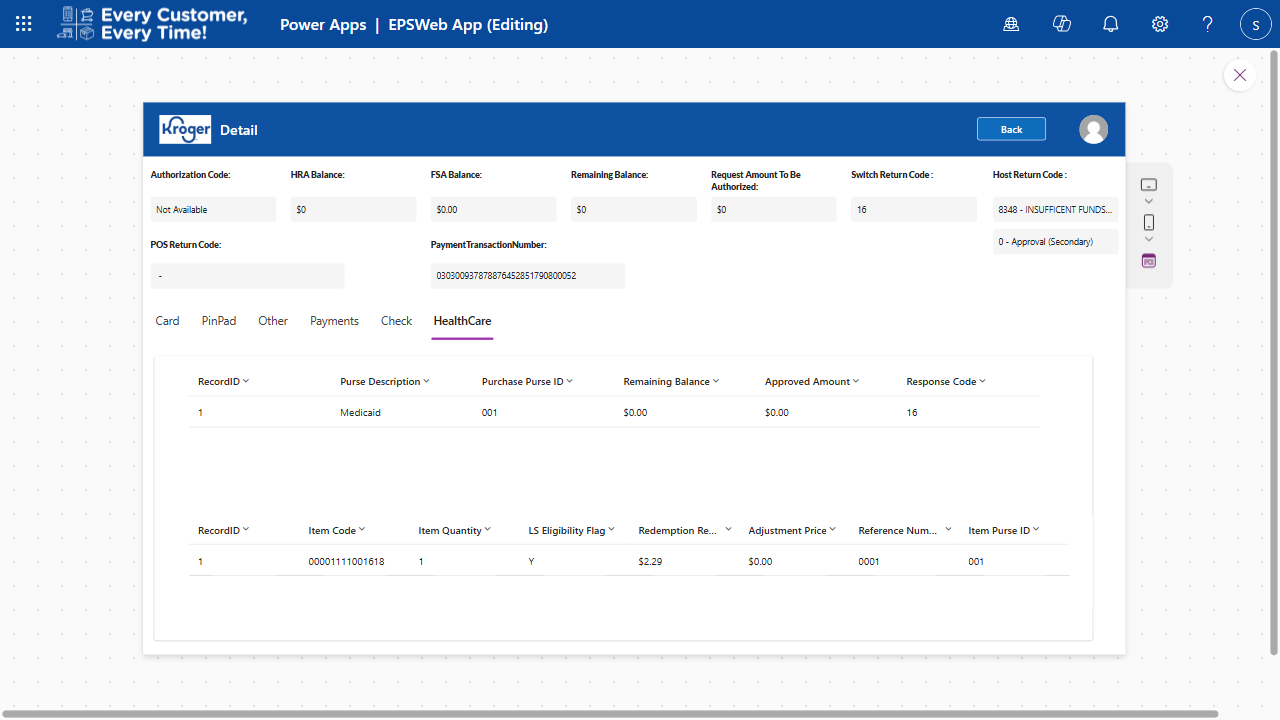 Every Customer,
Every Time!
Power Apps | EPSWeb App (Editing)
S
Kroger
Detail
Back
Authorization Code:
HRA Balance:
FSA Balance:
Remaining Balance:
Request Amount To Be
Authorized:
Switch Return Code :
Host Return Code :
Not Available
$0
$0.00
$0
$0
16
8348 - INSUFFICENT FUNDS...
POS Return Code:
PaymentTransactionNumber:
0 - Approval (Secondary)
-
03030093787887645285179080​0052
Card
PinPad
Other
Payments
Check
HealthCare
RecordID
Purse Description
Purchase Purse ID
Remaining Balance
Approved Amount
Response Code
1
Medicaid
001
$0.00
$0.00
16
RecordID
Item Code
Item Quantity
LS Eligibility Flag
Redemption Re...
Adjustment Price
Reference Num...
Item Purse ID
1
00001111001618
1
Y
$2.29
$0.00
0001
001